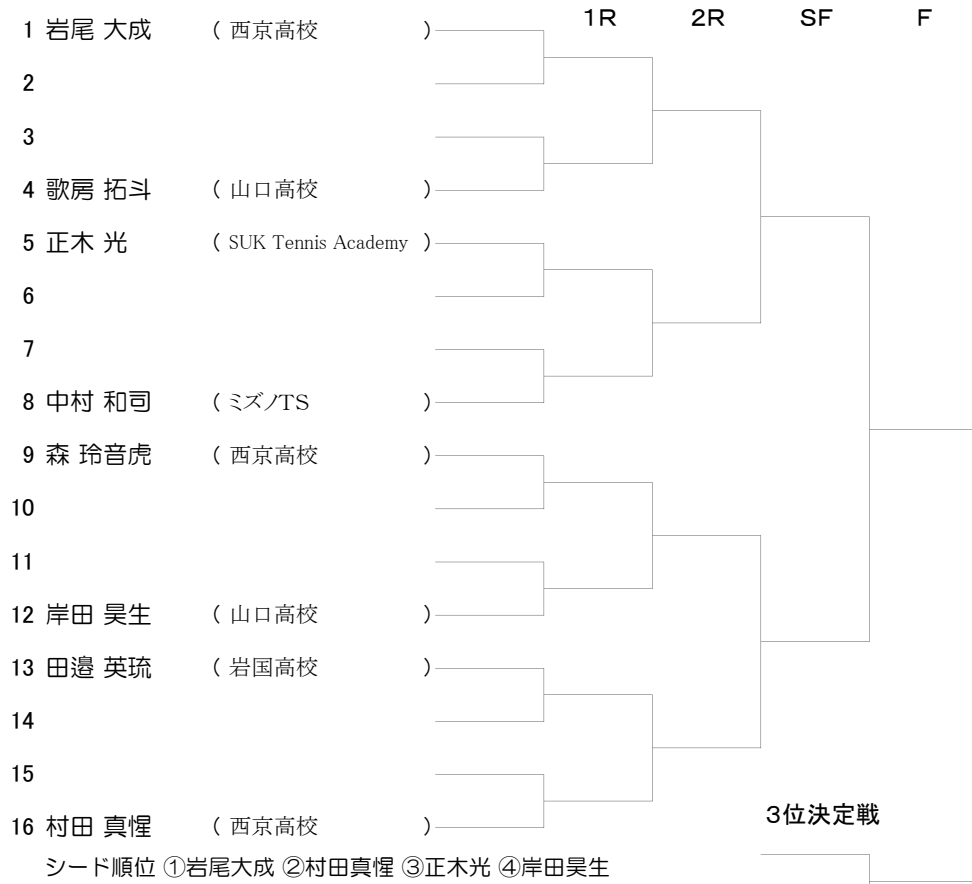 1R 2R SF F
1 岩尾 大成 ( 西京高校 )
2
3
4 歌房 拓斗 ( 山口高校 )
5 正木 光 ( SUK Tennis Academy )
6
7
8 中村 和司 ( ミズノTS )
9 森 玲音虎 ( 西京高校 )
10
11
12 岸田 昊生 ( 山口高校 )
13 田邉 英琉 ( 岩国高校 )
14
15
16 村田 真惺 ( 西京高校 )
3位決定戦
シード順位 ①岩尾大成 ②村田真惺 ③正木光 ④岸田昊生